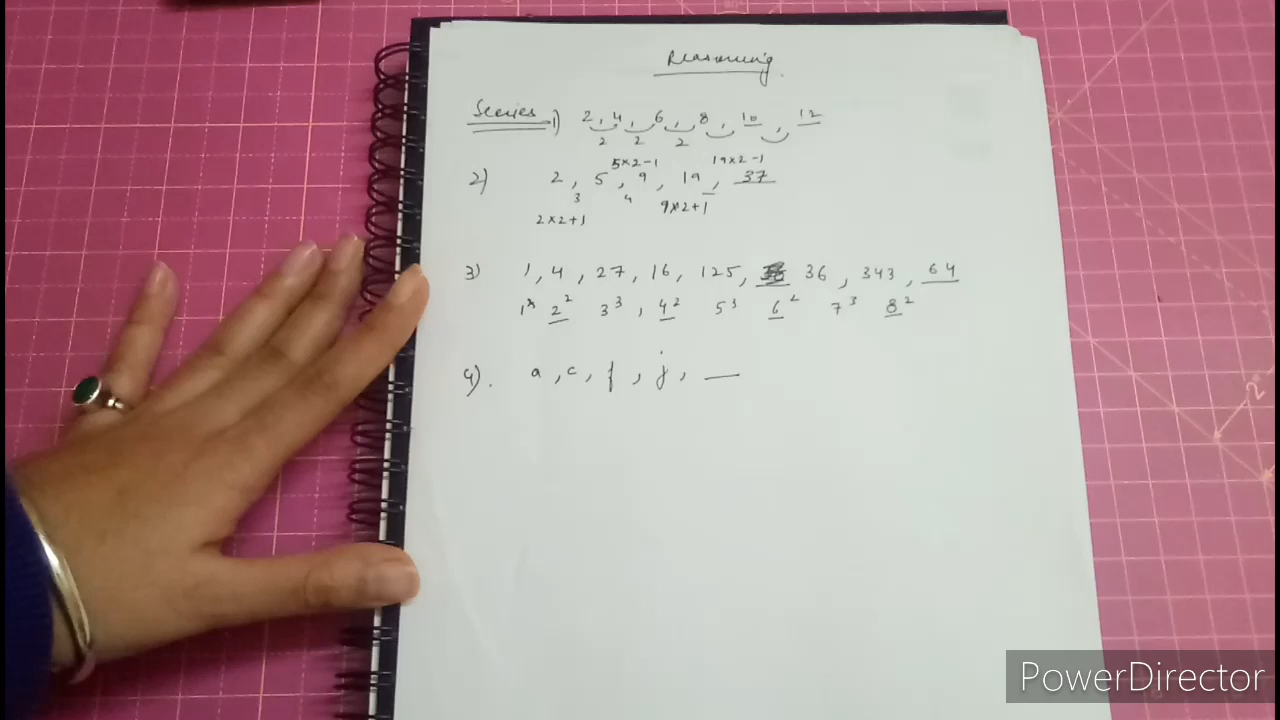 Reasoning
Series 1) 2, 4, 6, 8, 10, 12
2 2 2
5×2-1 19×2-1
2) 2, 5, 9, 19, 37
3 4 9×2+1
2×2+1
3) 1, 4, 27, 16, 125, 36, 343, 64
2² 3³, 4² 5³ 6² 7³ 8²
4). a, c, f, j, __
2"
PowerDirector